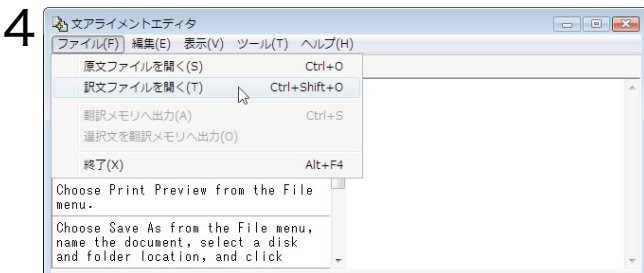 4
文アライメントエディタ
ファイル(F) 編集(E) 表示(V) ツール(T) ヘルプ(H)
原文ファイルを開く(S) Ctrl+O
訳文ファイルを開く(T) Ctrl+Shift+O
翻訳メモリへ出力(A) Ctrl+S
選択文を翻訳メモリへ出力(O)
終了(X) Alt+F4
Choose Print Preview from the File
menu.
Choose Save As from the File menu,
name the document, select a disk
and folder location, and click